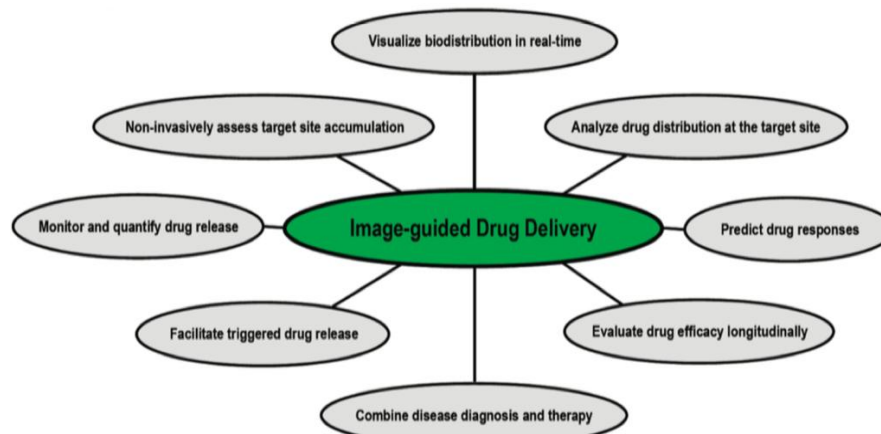 Visualize biodistribution in real-time
Non-invasively assess target site accumulation
Analyze drug distribution at the target site
Monitor and quantify drug release
Image-guided Drug Delivery
Predict drug responses
Facilitate triggered drug release
Evaluate drug efficacy longitudinally
Combine disease diagnosis and therapy